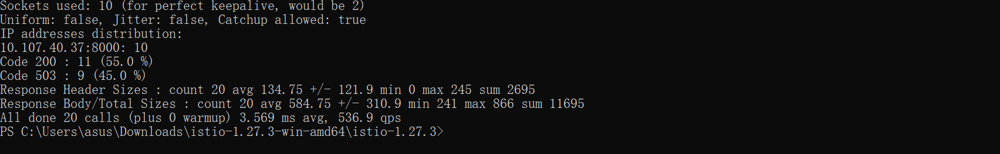 Sockets used: 10 (for perfect keepalive, would be 2)
Uniform: false, Jitter: false, Catchup allowed: true
IP addresses distribution:
10.107.40.37:8000: 10
Code 200 : 11 (55.0 %)
Code 503 : 9 (45.0 %)
Response Header Sizes : count 20 avg 134.75 +/- 121.9 min 0 max 245 sum 2695
Response Body/Total Sizes : count 20 avg 584.75 +/- 310.9 min 241 max 866 sum 11695
All done 20 calls (plus 0 warmup) 3.569 ms avg, 536.9 qps
PS C:\Users\asus\Downloads\istio-1.27.3-win-amd64\istio-1.27.3>